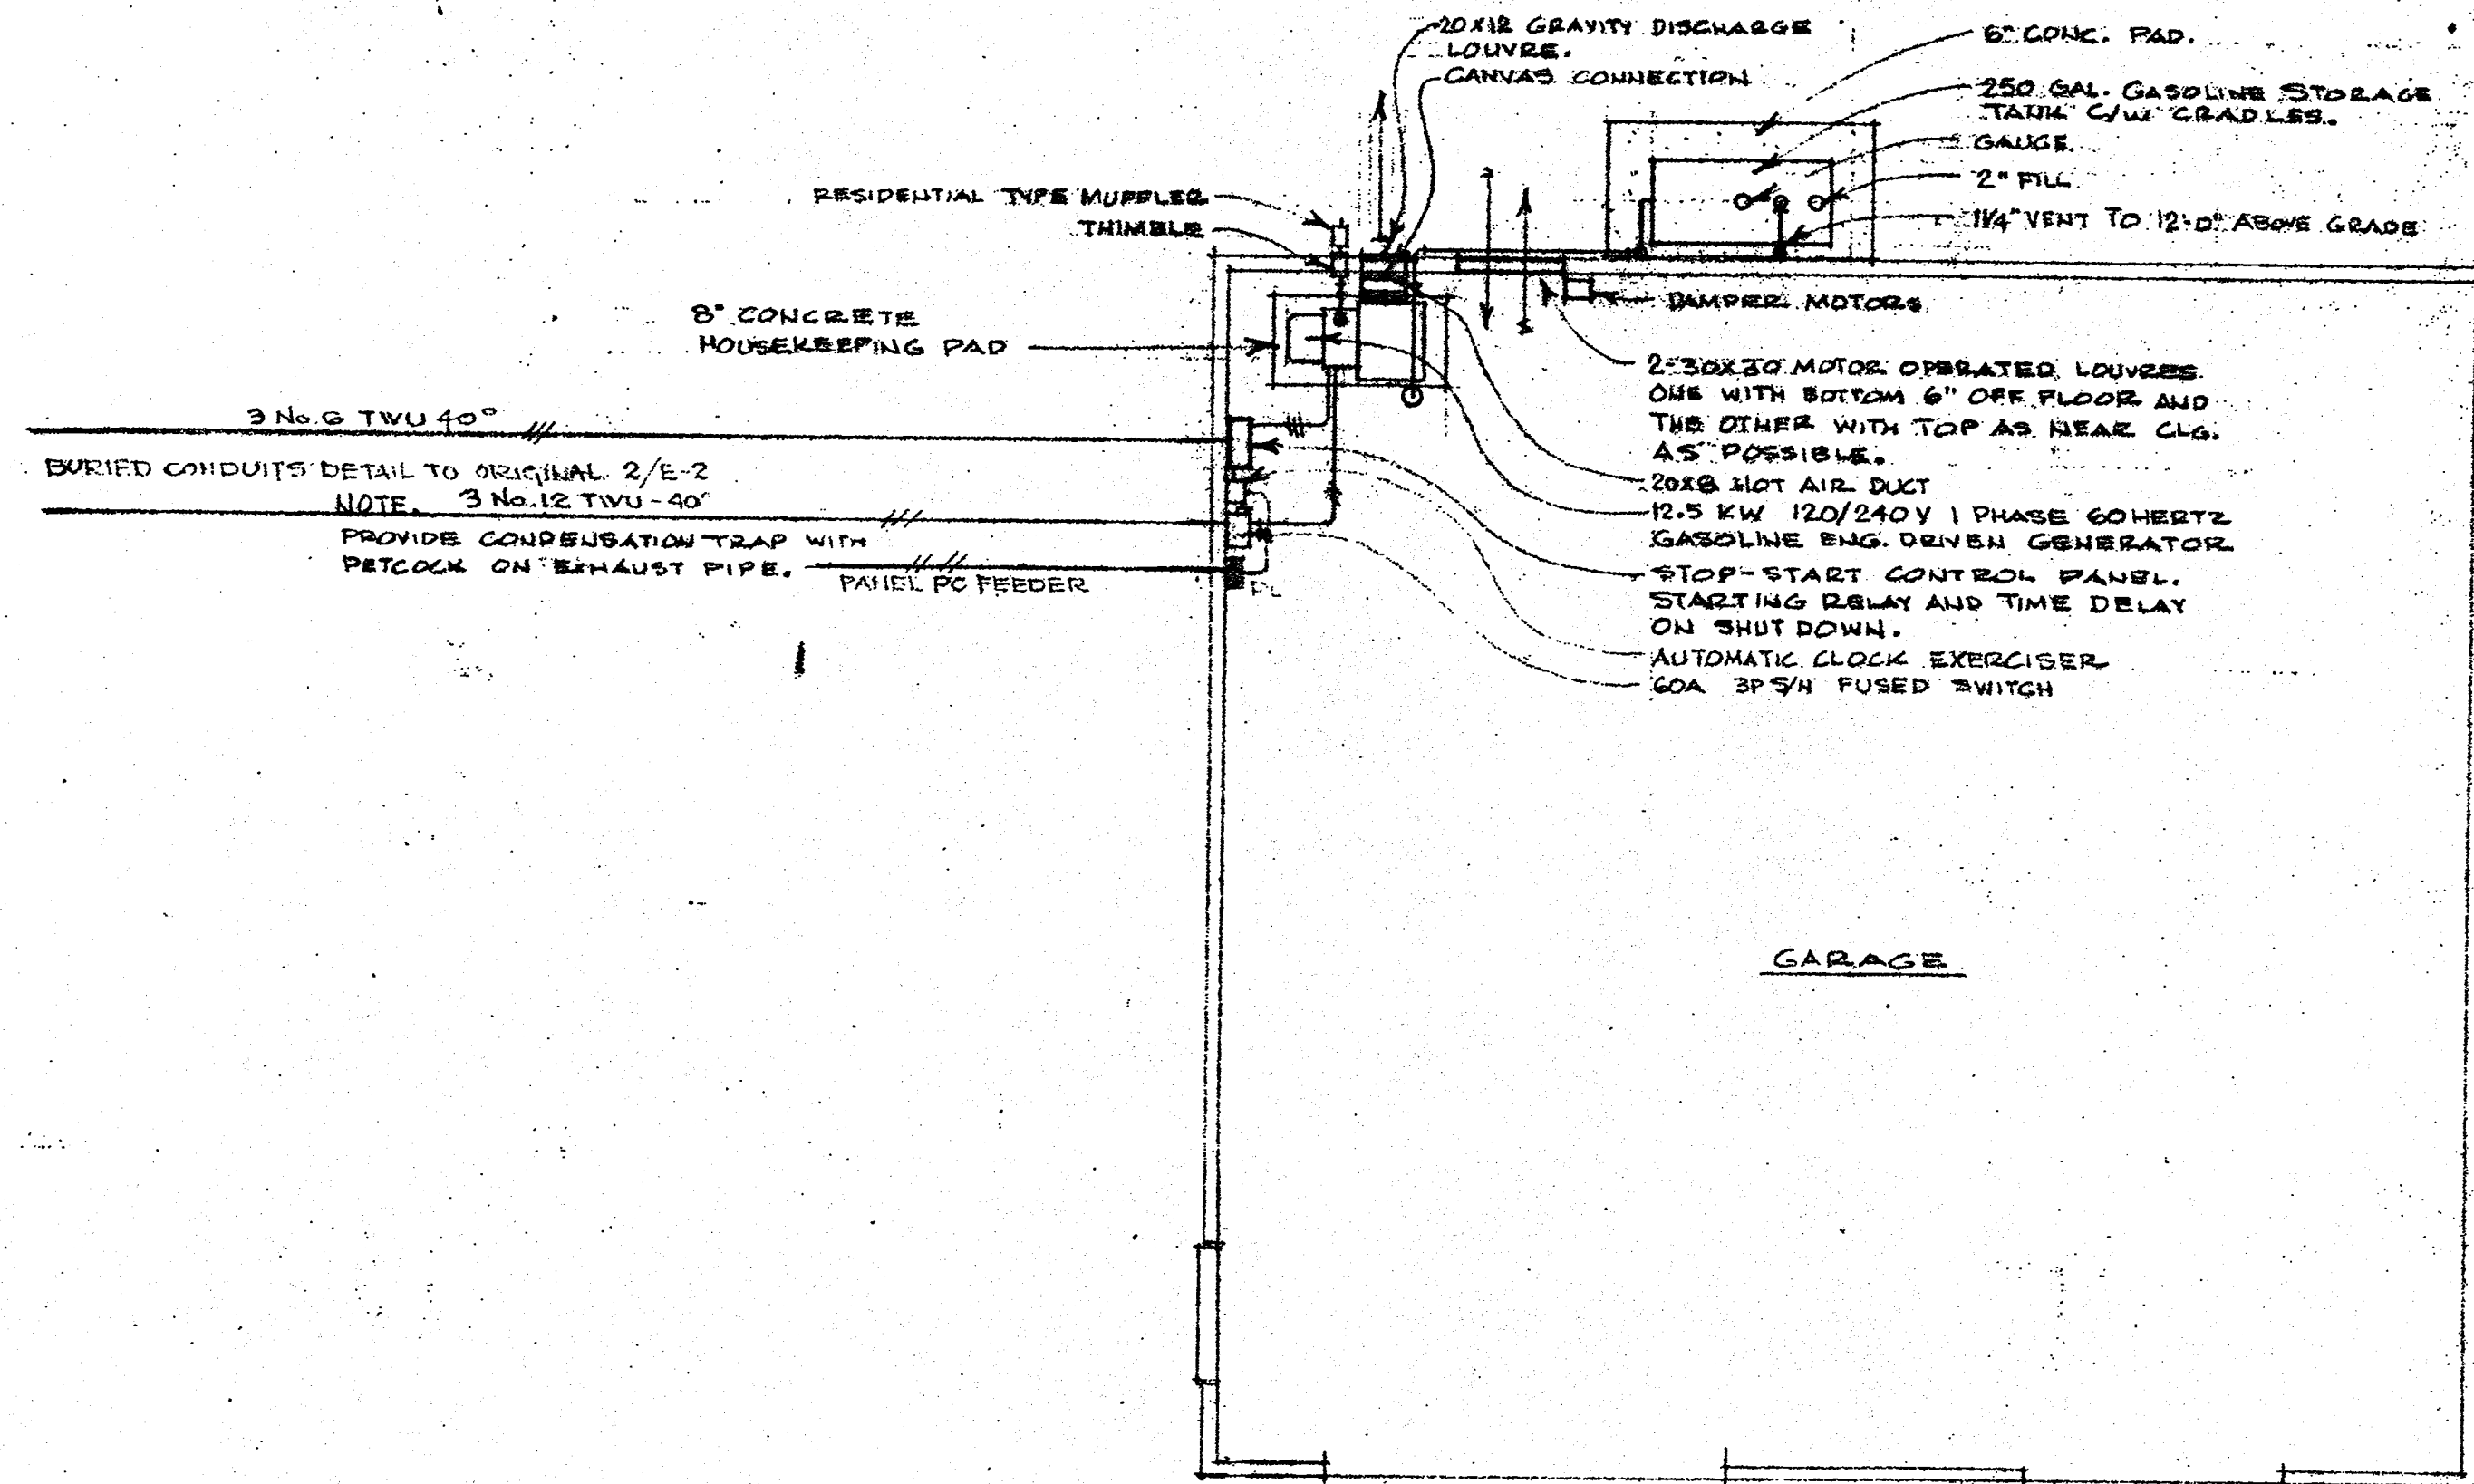 20X12 GRAVITY DISCHARGE
LOUVRE.
CANVAS CONNECTION
6" CONC. PAD.
250 GAL. GASOLINE STORAGE
TANK C/W CRADLES.
GAUGE
2" FILL
1 1/4" VENT TO 12'-0" ABOVE GRADE
RESIDENTIAL TYPE MUFFLER
THIMBLE
8" CONCRETE
HOUSEKEEPING PAD
DAMPER MOTORS
2-30X30 MOTOR OPERATED LOUVRES
ONE WITH BOTTOM 6" OFF FLOOR AND
THE OTHER WITH TOP AS NEAR CLG.
AS POSSIBLE.
20X8 HOT AIR DUCT
12.5 KW 120/240V 1 PHASE 60HERTZ
GASOLINE ENG. DRIVEN GENERATOR
STOP-START CONTROL PANEL.
STARTING RELAY AND TIME DELAY
ON SHUT DOWN.
AUTOMATIC CLOCK EXERCISER
60A 3P S/N FUSED SWITCH
3 No. 6 TWU 40°
BURIED CONDUITS DETAIL TO ORIGINAL 2/E-2
NOTE. 3 No. 12 TWU-40°
PROVIDE CONDENSATION TRAP WITH
PETCOCK ON EXHAUST PIPE.
PANEL PC FEEDER
PL
GARAGE